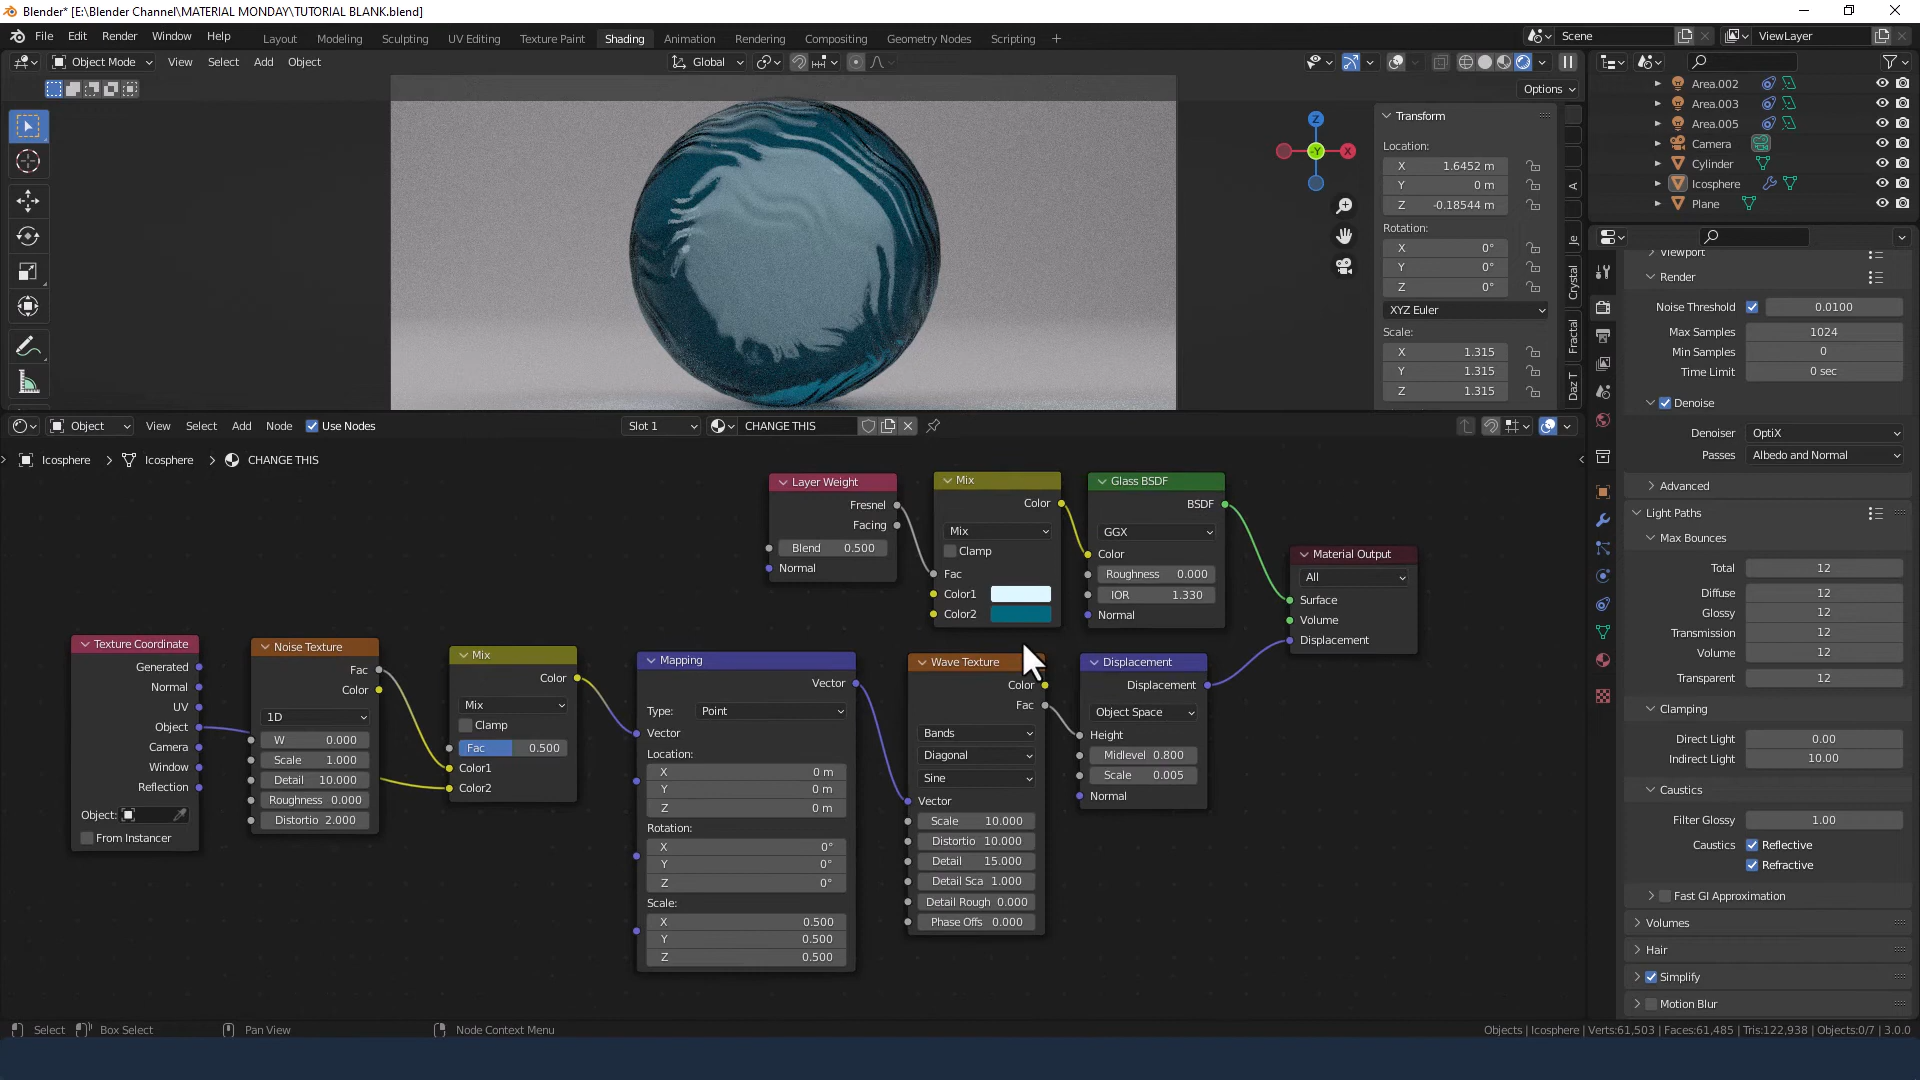 Blender* [E:\Blender Channel\MATERIAL MONDAY\TUTORIAL BLANK.blend]
File Edit Render Window Help
Layout Modeling Sculpting UV Editing Texture Paint Shading Animation Rendering Compositing Geometry Nodes Scripting +
Scene
ViewLayer
Object Mode View Select Add Object
Global
Options
Z
-Y
X
Transform
Location:
X 1.6452 m
Y 0 m
Z -0.18544 m
Rotation:
X 0°
Y 0°
Z 0°
XYZ Euler
Scale:
X 1.315
Y 1.315
Z 1.315
A
Je
Crystal
Fractal
Daz T
Area.002
Area.003
Area.005
Camera
Cylinder
Icosphere
Plane
Viewport
Render
Noise Threshold 0.0100
Max Samples 1024
Min Samples 0
Time Limit 0 sec
Denoise
Denoiser OptiX
Passes Albedo and Normal
Advanced
Light Paths
Max Bounces
Total 12
Diffuse 12
Glossy 12
Transmission 12
Volume 12
Transparent 12
Clamping
Direct Light 0.00
Indirect Light 10.00
Caustics
Filter Glossy 1.00
Caustics Reflective
Refractive
Fast GI Approximation
Volumes
Hair
Simplify
Motion Blur
Object View Select Add Node Use Nodes
Slot 1
CHANGE THIS
Icosphere > Icosphere > CHANGE THIS
Layer Weight
Fresnel
Facing
Blend 0.500
Normal
Mix
Color
Mix
Clamp
Fac
Color1
Color2
Glass BSDF
BSDF
GGX
Color
Roughness 0.000
IOR 1.330
Normal
Material Output
All
Surface
Volume
Displacement
Texture Coordinate
Generated
Normal
UV
Object
Camera
Window
Reflection
Object:
From Instancer
Noise Texture
Fac
Color
1D
W 0.000
Scale 1.000
Detail 10.000
Roughness 0.000
Distortio 2.000
Mix
Color
Mix
Clamp
Fac 0.500
Color1
Color2
Mapping
Vector
Type: Point
Vector
Location:
X 0 m
Y 0 m
Z 0 m
Rotation:
X 0°
Y 0°
Z 0°
Scale:
X 0.500
Y 0.500
Z 0.500
Wave Texture
Color
Fac
Bands
Diagonal
Sine
Vector
Scale 10.000
Distortio 10.000
Detail 15.000
Detail Sca 1.000
Detail Rough 0.000
Phase Offs 0.000
Displacement
Displacement
Object Space
Height
Midlevel 0.800
Scale 0.005
Normal
Select Box Select Pan View Node Context Menu
Objects | Icosphere | Verts:61,503 | Faces:61,485 | Tris:122,938 | Objects:0/7 | 3.0.0